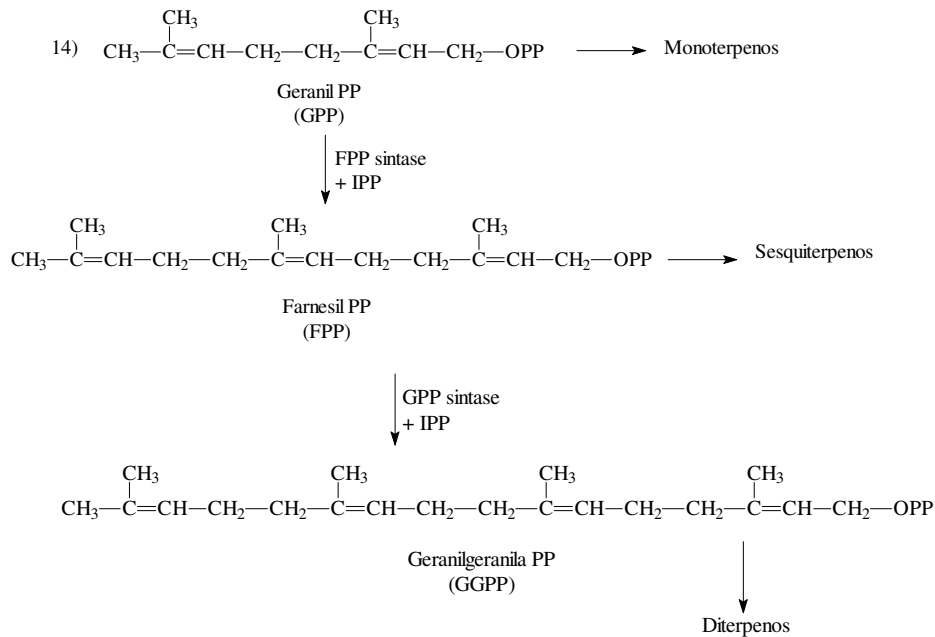 CH3 CH3
14) CH3—C=CH—CH2—CH2—C=CH—CH2—OPP Monoterpenos
Geranil PP
(GPP)
FPP sintase
+ IPP
CH3 CH3 CH3
CH3—C=CH—CH2—CH2—C=CH—CH2—CH2—C=CH—CH2—OPP Sesquiterpenos
Farnesil PP
(FPP)
GPP sintase
+ IPP
CH3 CH3 CH3 CH3
CH3—C=CH—CH2—CH2—C=CH—CH2—CH2—C=CH—CH2—CH2—C=CH—CH2—OPP
Geranilgeranila PP
(GGPP)
Diterpenos